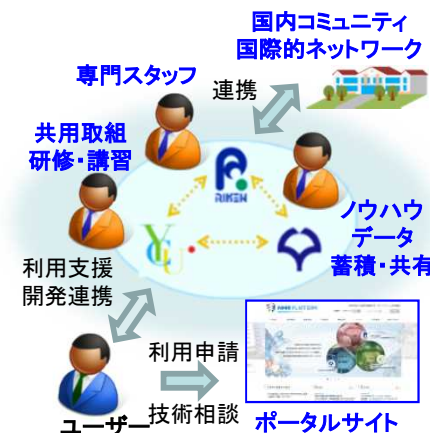 国内コミュニティ
国際的ネットワーク
専門スタッフ
連携
共用取組
研修・講習
RIKEN
ノウハウ
データ
蓄積・共有
YCU
利用支援
開発連携
利用申請
技術相談
ユーザー
ポータルサイト